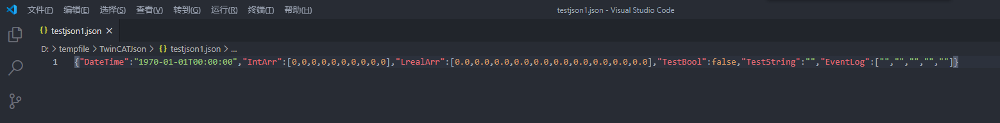 文件(F) 编辑(E) 选择(S) 查看(V) 转到(G) 运行(R) 终端(T) 帮助(H) testjson1.json - Visual Studio Code
{} testjson1.json ×
D: > tempfile > TwinCATJson > {} testjson1.json > ...
1 {"DateTime":"1970-01-01T00:00:00","IntArr":[0,0,0,0,0,0,0,0,0,0],"LrealArr":[0.0,0.0,0.0,0.0,0.0,0.0,0.0,0.0,0.0,0.0],"TestBool":false,"TestString":"","EventLog":["","","","",""]}